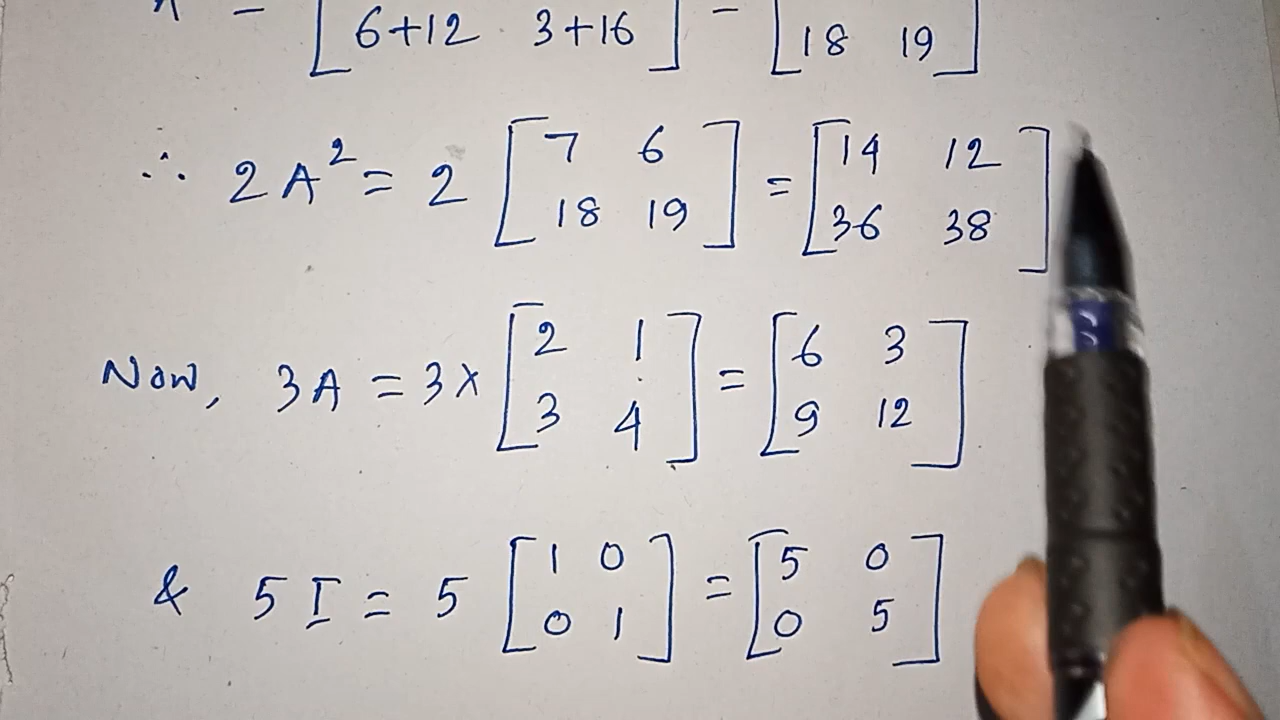 = [ 6+12 3+16 ] = [ 18 19 ]
∴ 2A² = 2 [ 7 6
18 19 ] = [ 14 12
36 38 ]
Now, 3A = 3× [ 2 1
3 4 ] = [ 6 3
9 12 ]
& 5I = 5 [ 1 0
0 1 ] = [ 5 0
0 5 ]